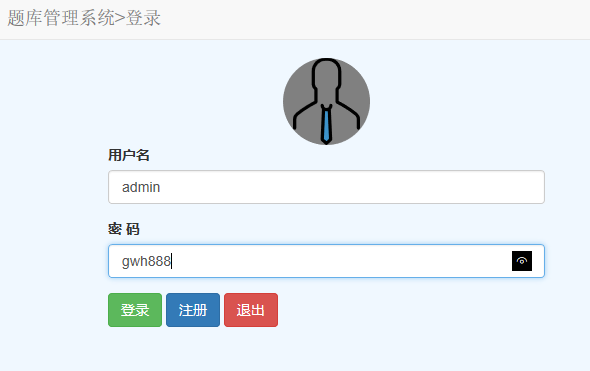 题库管理系统>登录
用户名
admin
密 码
gwh888
登录 注册 退出